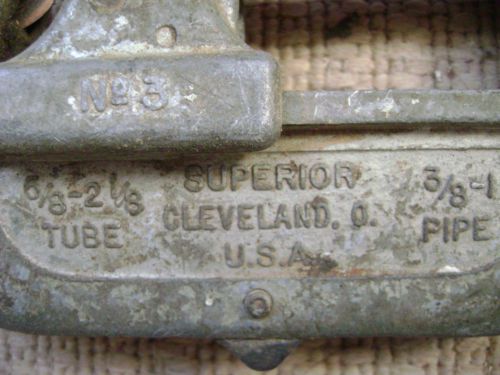 No 3
5/8-2 1/8 SUPERIOR 3/8-1
TUBE CLEVELAND, O. PIPE
U.S.A.